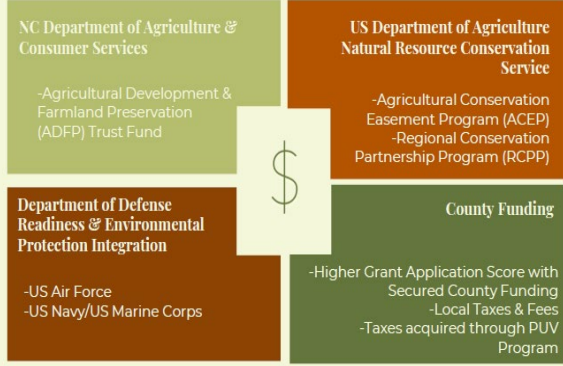 NC Department of Agriculture &
Consumer Services
-Agricultural Development &
Farmland Preservation
(ADFP) Trust Fund
US Department of Agriculture
Natural Resource Conservation
Service
-Agricultural Conservation
Easement Program (ACEP)
-Regional Conservation
Partnership Program (RCPP)
$
Department of Defense
Readiness & Environmental
Protection Integration
-US Air Force
-US Navy/US Marine Corps
County Funding
-Higher Grant Application Score with
Secured County Funding
-Local Taxes & Fees
-Taxes acquired through PUV
Program